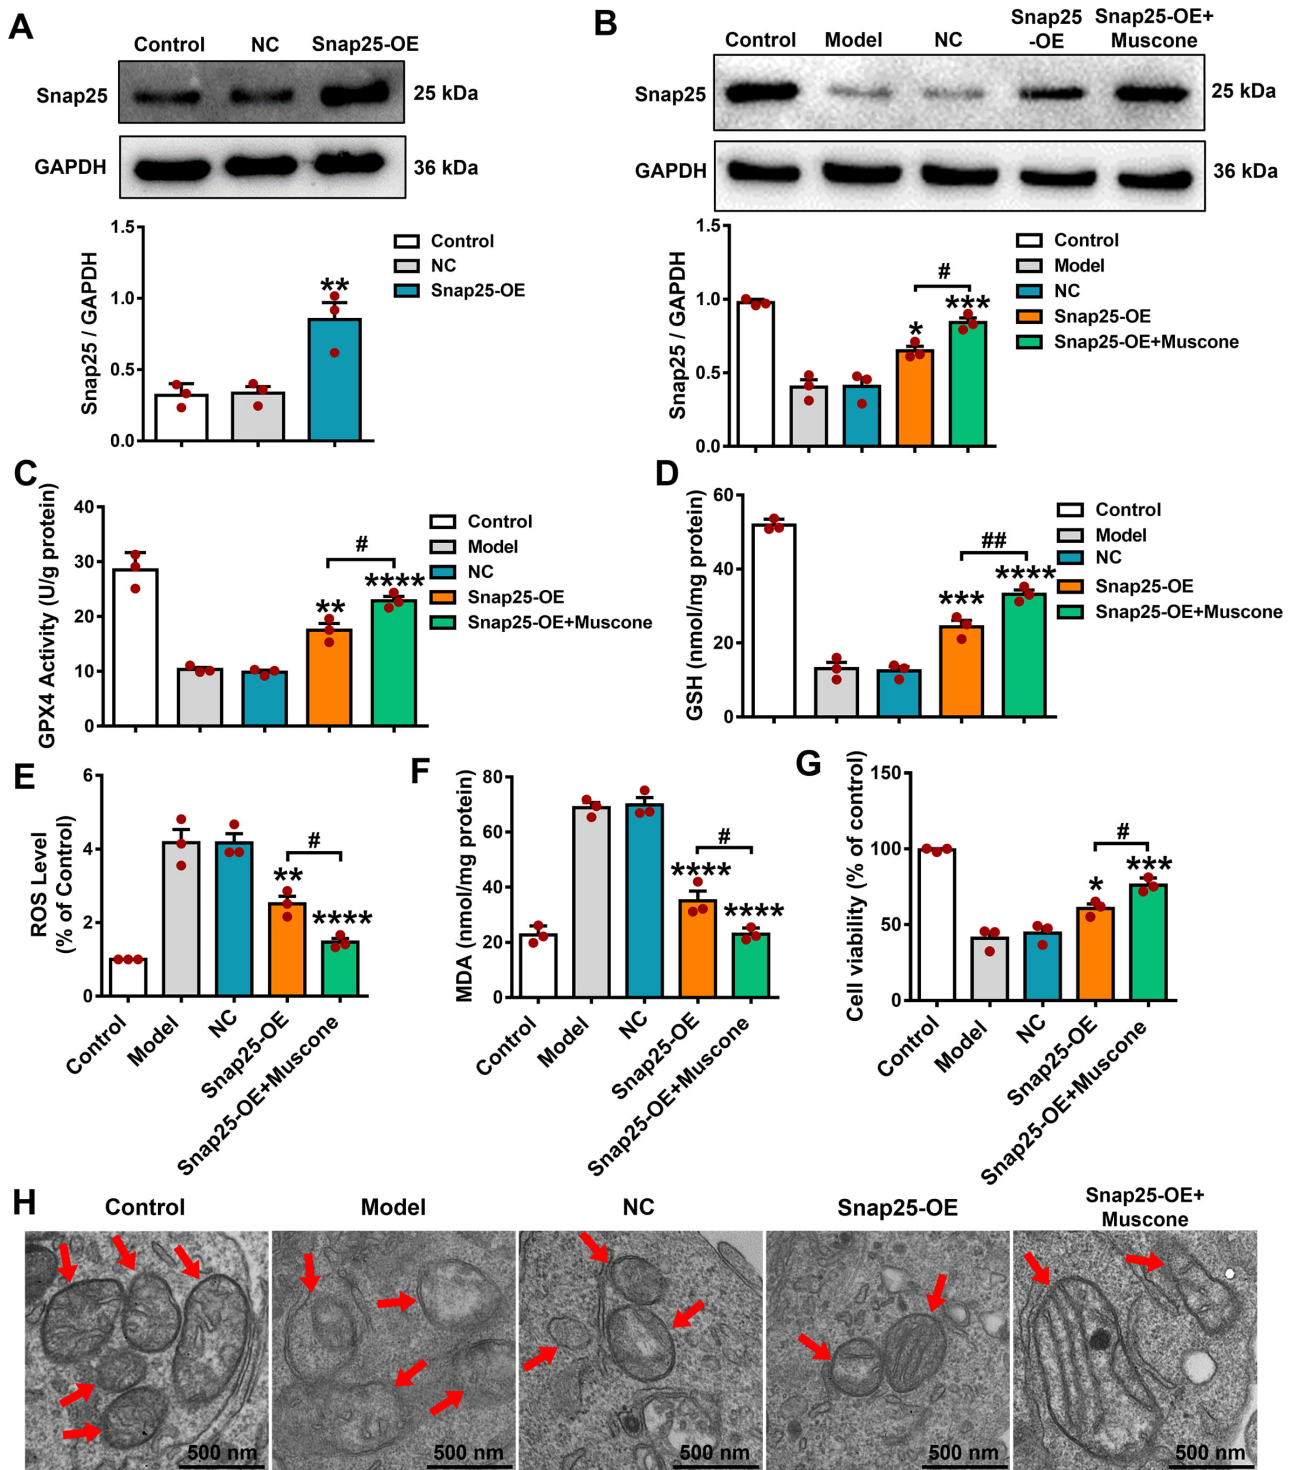 A
Control NC Snap25-OE
Snap25 25 kDa
GAPDH 36 kDa
Snap25 / GAPDH
1.5
1.0
0.5
0.0
**
Control
NC
Snap25-OE
B
Control Model NC Snap25
-OE Snap25-OE+
Muscone
Snap25 25 kDa
GAPDH 36 kDa
Snap25 / GAPDH
1.5
1.0
0.5
0.0
#
* ***
Control
Model
NC
Snap25-OE
Snap25-OE+Muscone
C
GPX4 Activity (U/g protein)
40
30
20
10
0
#
** ****
Control
Model
NC
Snap25-OE
Snap25-OE+Muscone
D
GSH (nmol/mg protein)
60
40
20
0
##
*** ****
Control
Model
NC
Snap25-OE
Snap25-OE+Muscone
E
ROS Level
(% of Control)
6
4
2
0
#
** ****
Control
Model
NC
Snap25-OE
Snap25-OE+Muscone
F
MDA (nmol/mg protein)
80
60
40
20
0
#
**** ****
Control
Model
NC
Snap25-OE
Snap25-OE+Muscone
G
Cell viability (% of control)
150
100
50
0
#
* ***
Control
Model
NC
Snap25-OE
Snap25-OE+Muscone
H
Control Model NC Snap25-OE Snap25-OE+
Muscone
500 nm 500 nm 500 nm 500 nm 500 nm